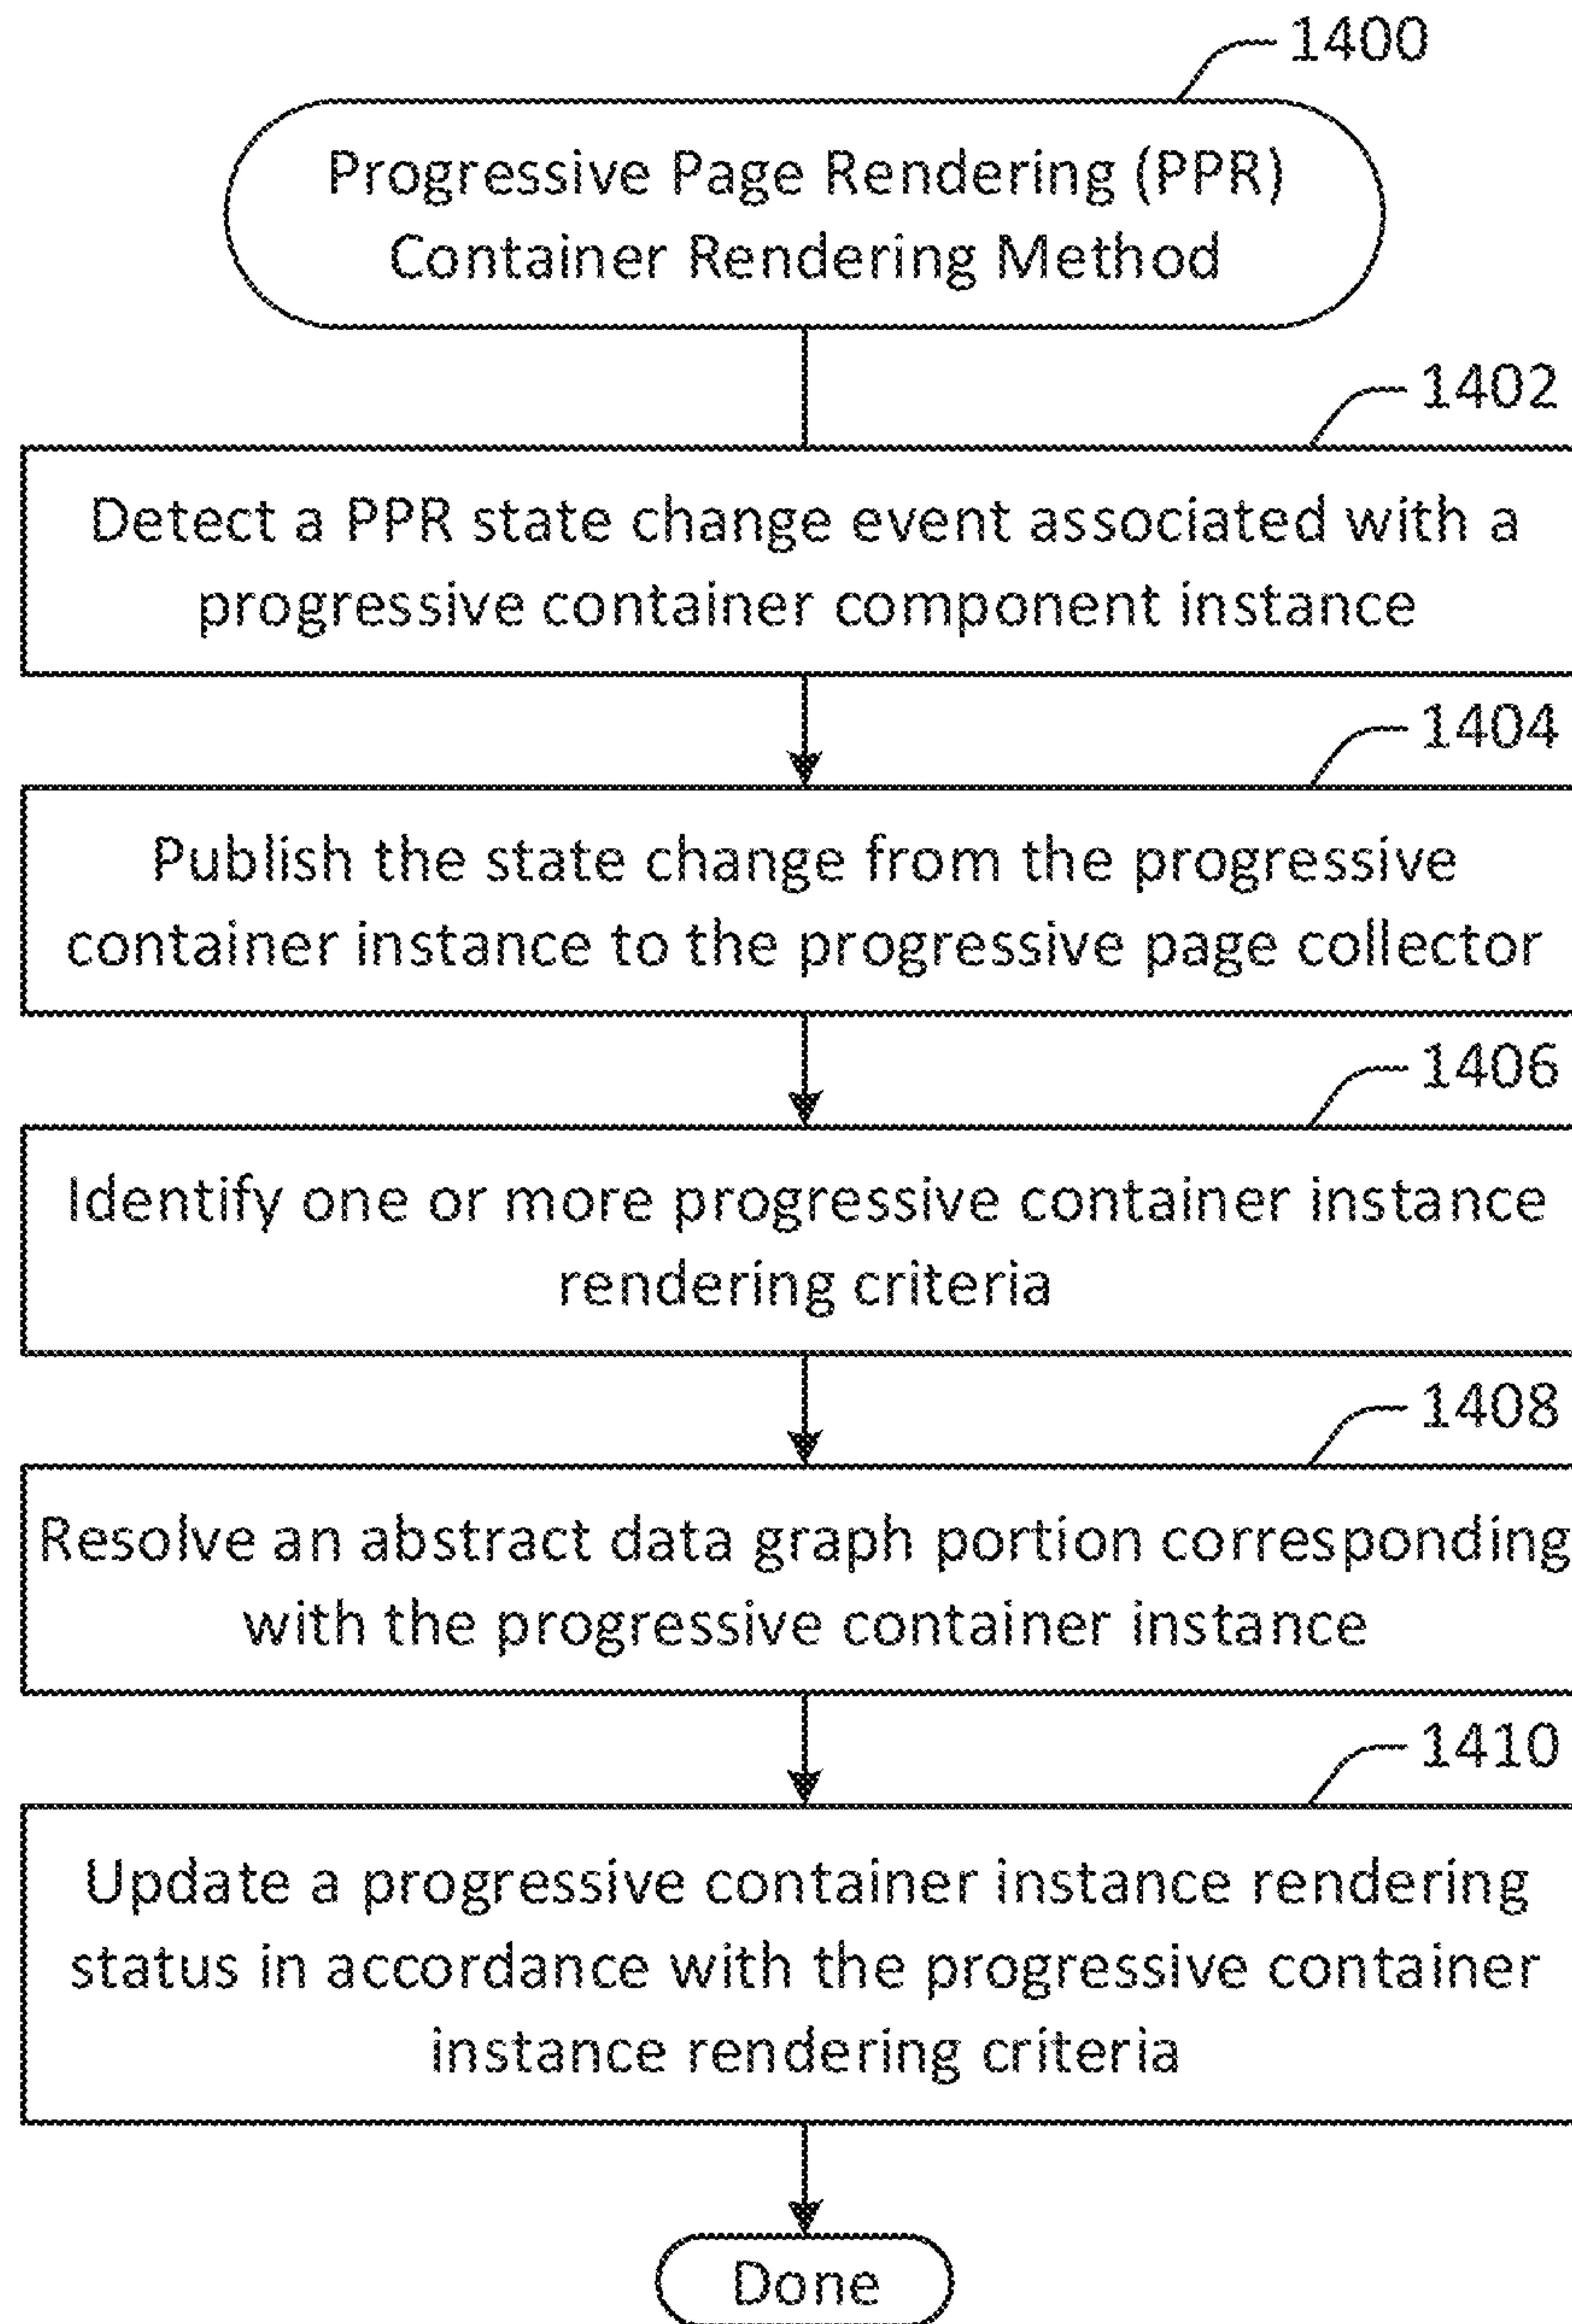 1400
Progressive Page Rendering (PPR)
Container Rendering Method
1402
Detect a PPR state change event associated with a
progressive container component instance
1404
Publish the state change from the progressive
container instance to the progressive page collector
1406
Identify one or more progressive container instance
rendering criteria
1408
Resolve an abstract data graph portion corresponding
with the progressive container instance
1410
Update a progressive container instance rendering
status in accordance with the progressive container
instance rendering criteria
Done